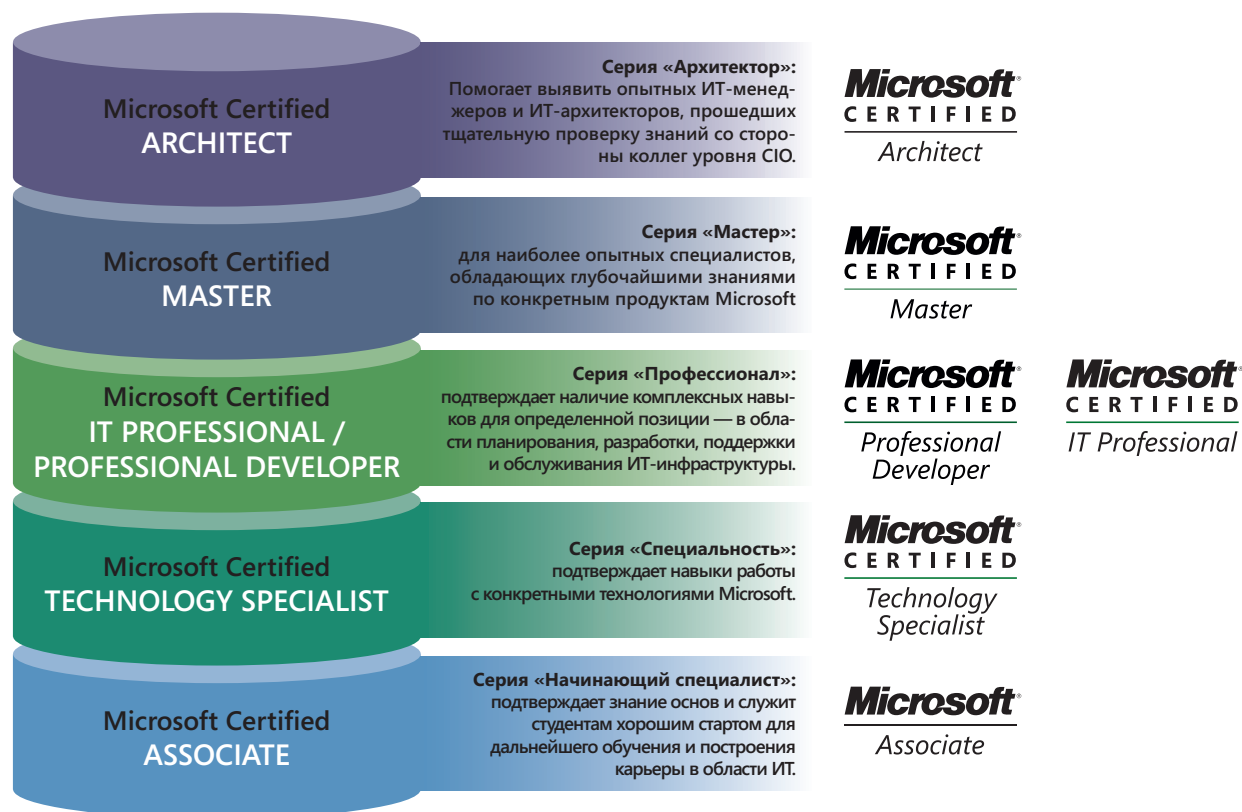 Microsoft Certified
ARCHITECT
Серия «Архитектор»:
Помогает выявить опытных ИТ-менед-
жеров и ИТ-архитекторов, прошедших
тщательную проверку знаний со сторо-
ны коллег уровня CIO.
Microsoft®
CERTIFIED
Architect
Microsoft Certified
MASTER
Серия «Мастер»:
для наиболее опытных специалистов,
обладающих глубочайшими знаниями
по конкретным продуктам Microsoft
Microsoft®
CERTIFIED
Master
Microsoft Certified
IT PROFESSIONAL /
PROFESSIONAL DEVELOPER
Серия «Профессионал»:
подтверждает наличие комплексных навы-
ков для определенной позиции — в обла-
сти планирования, разработки, поддержки
и обслуживания ИТ-инфраструктуры.
Microsoft®
CERTIFIED
Professional
Developer
Microsoft®
CERTIFIED
IT Professional
Microsoft Certified
TECHNOLOGY SPECIALIST
Серия «Специальность»:
подтверждает навыки работы
с конкретными технологиями Microsoft.
Microsoft®
CERTIFIED
Technology
Specialist
Microsoft Certified
ASSOCIATE
Серия «Начинающий специалист»:
подтверждает знание основ и служит
студентам хорошим стартом для
дальнейшего обучения и построения
карьеры в области ИТ.
Microsoft®
Associate